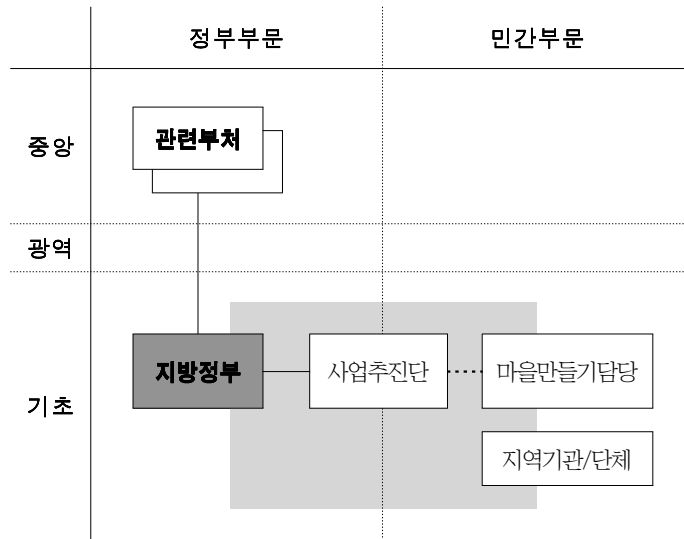 정부부문
민간부문
중앙
관련부처
광역
기초
지방정부
사업추진단
마을만들기담당
지역기관/단체